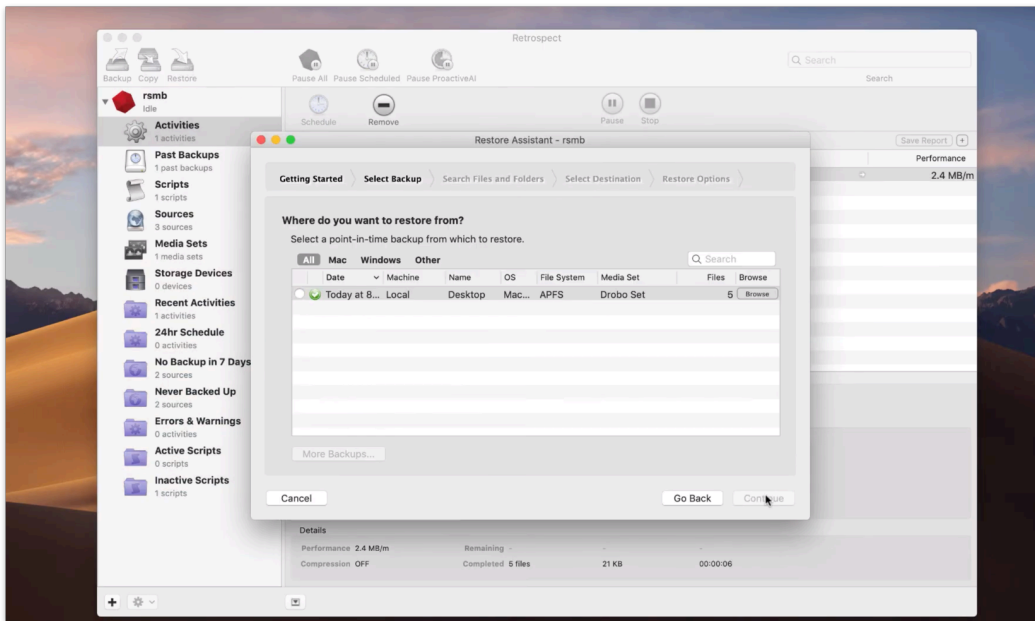 Retrospect
Backup Copy Restore
Pause All Pause Scheduled Pause ProactiveAI
Search
Search
rsmb
Idle
Schedule Remove Pause Stop
Activities
1 activities
Past Backups
1 past backups
Scripts
1 scripts
Sources
3 sources
Media Sets
1 media sets
Storage Devices
0 devices
Recent Activities
1 activities
24hr Schedule
0 activities
No Backup in 7 Days
2 sources
Never Backed Up
2 sources
Errors & Warnings
0 activities
Active Scripts
0 scripts
Inactive Scripts
1 scripts
Save Report +
Performance
2.4 MB/m
Restore Assistant - rsmb
Getting Started Select Backup Search Files and Folders Select Destination Restore Options
Where do you want to restore from?
Select a point-in-time backup from which to restore.
All Mac Windows Other Search
Date Machine Name OS File System Media Set Files Browse
Today at 8... Local Desktop Mac... APFS Drobo Set 5 Browse
More Backups...
Cancel Go Back Continue
Details
Performance 2.4 MB/m Remaining - - -
Compression OFF Completed 5 files 21 KB 00:00:06